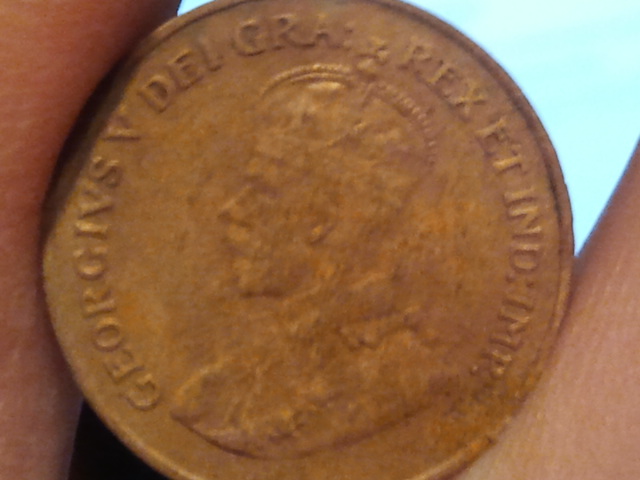 GEORGIVS V DEI GRA: REX ET IND: IMP: